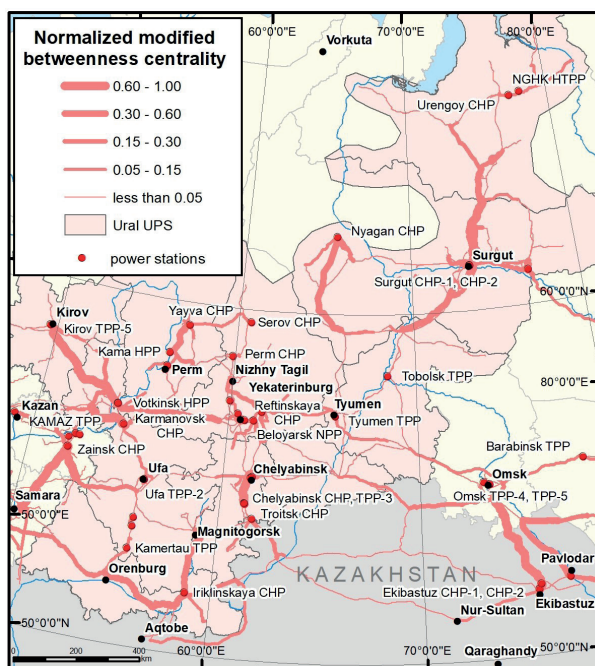 70°0'0"E
80°0'0"E
Normalized modified
betweenness centrality
0.60 - 1.00
0.30 - 0.60
0.15 - 0.30
0.05 - 0.15
less than 0.05
Ural UPS
power stations
Vorkuta
NGHK HTPP
Urengoy CHP
Nyagan CHP
Surgut
Surgut CHP-1, CHP-2
60°0'0"N
Kirov
Kirov TPP-5
Yayva CHP
Serov CHP
Kama HPP
Perm CHP
Perm
Nizhny Tagil
Tobolsk TPP
80°0'0"E
Yekaterinburg
Kazan
Votkinsk HPP
Reftinskaya
CHP
Tyumen
Tyumen TPP
KAMAZ TPP
Karmanovsk
CHP
Beloyarsk NPP
Zainsk CHP
Barabinsk TPP
Ufa
Ufa TPP-2
Chelyabinsk
Omsk
Omsk TPP-4, TPP-5
Samara
50°0'0"E
Chelyabinsk CHP, TPP-3
Troitsk CHP
Magnitogorsk
Kamertau TPP
Pavlodar
KAZAKHSTAN
Orenburg
Iriklinskaya CHP
Ekibastuz CHP-1, CHP-2
Ekibastuz
Nur-Sultan
50°0'0"N
Aqtobe
Qaraghandy
50°0'0"N
0
100
200
400
km
60°0'0"E
70°0'0"E